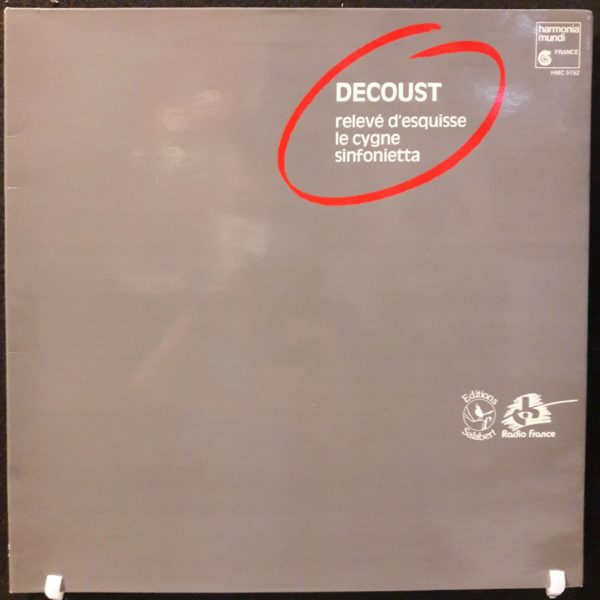 harmonia
mundi
FRANCE
HMC 5152
DECOUST
relevé d'esquisse
le cygne
sinfonietta
Editions
Salabert
Radio France